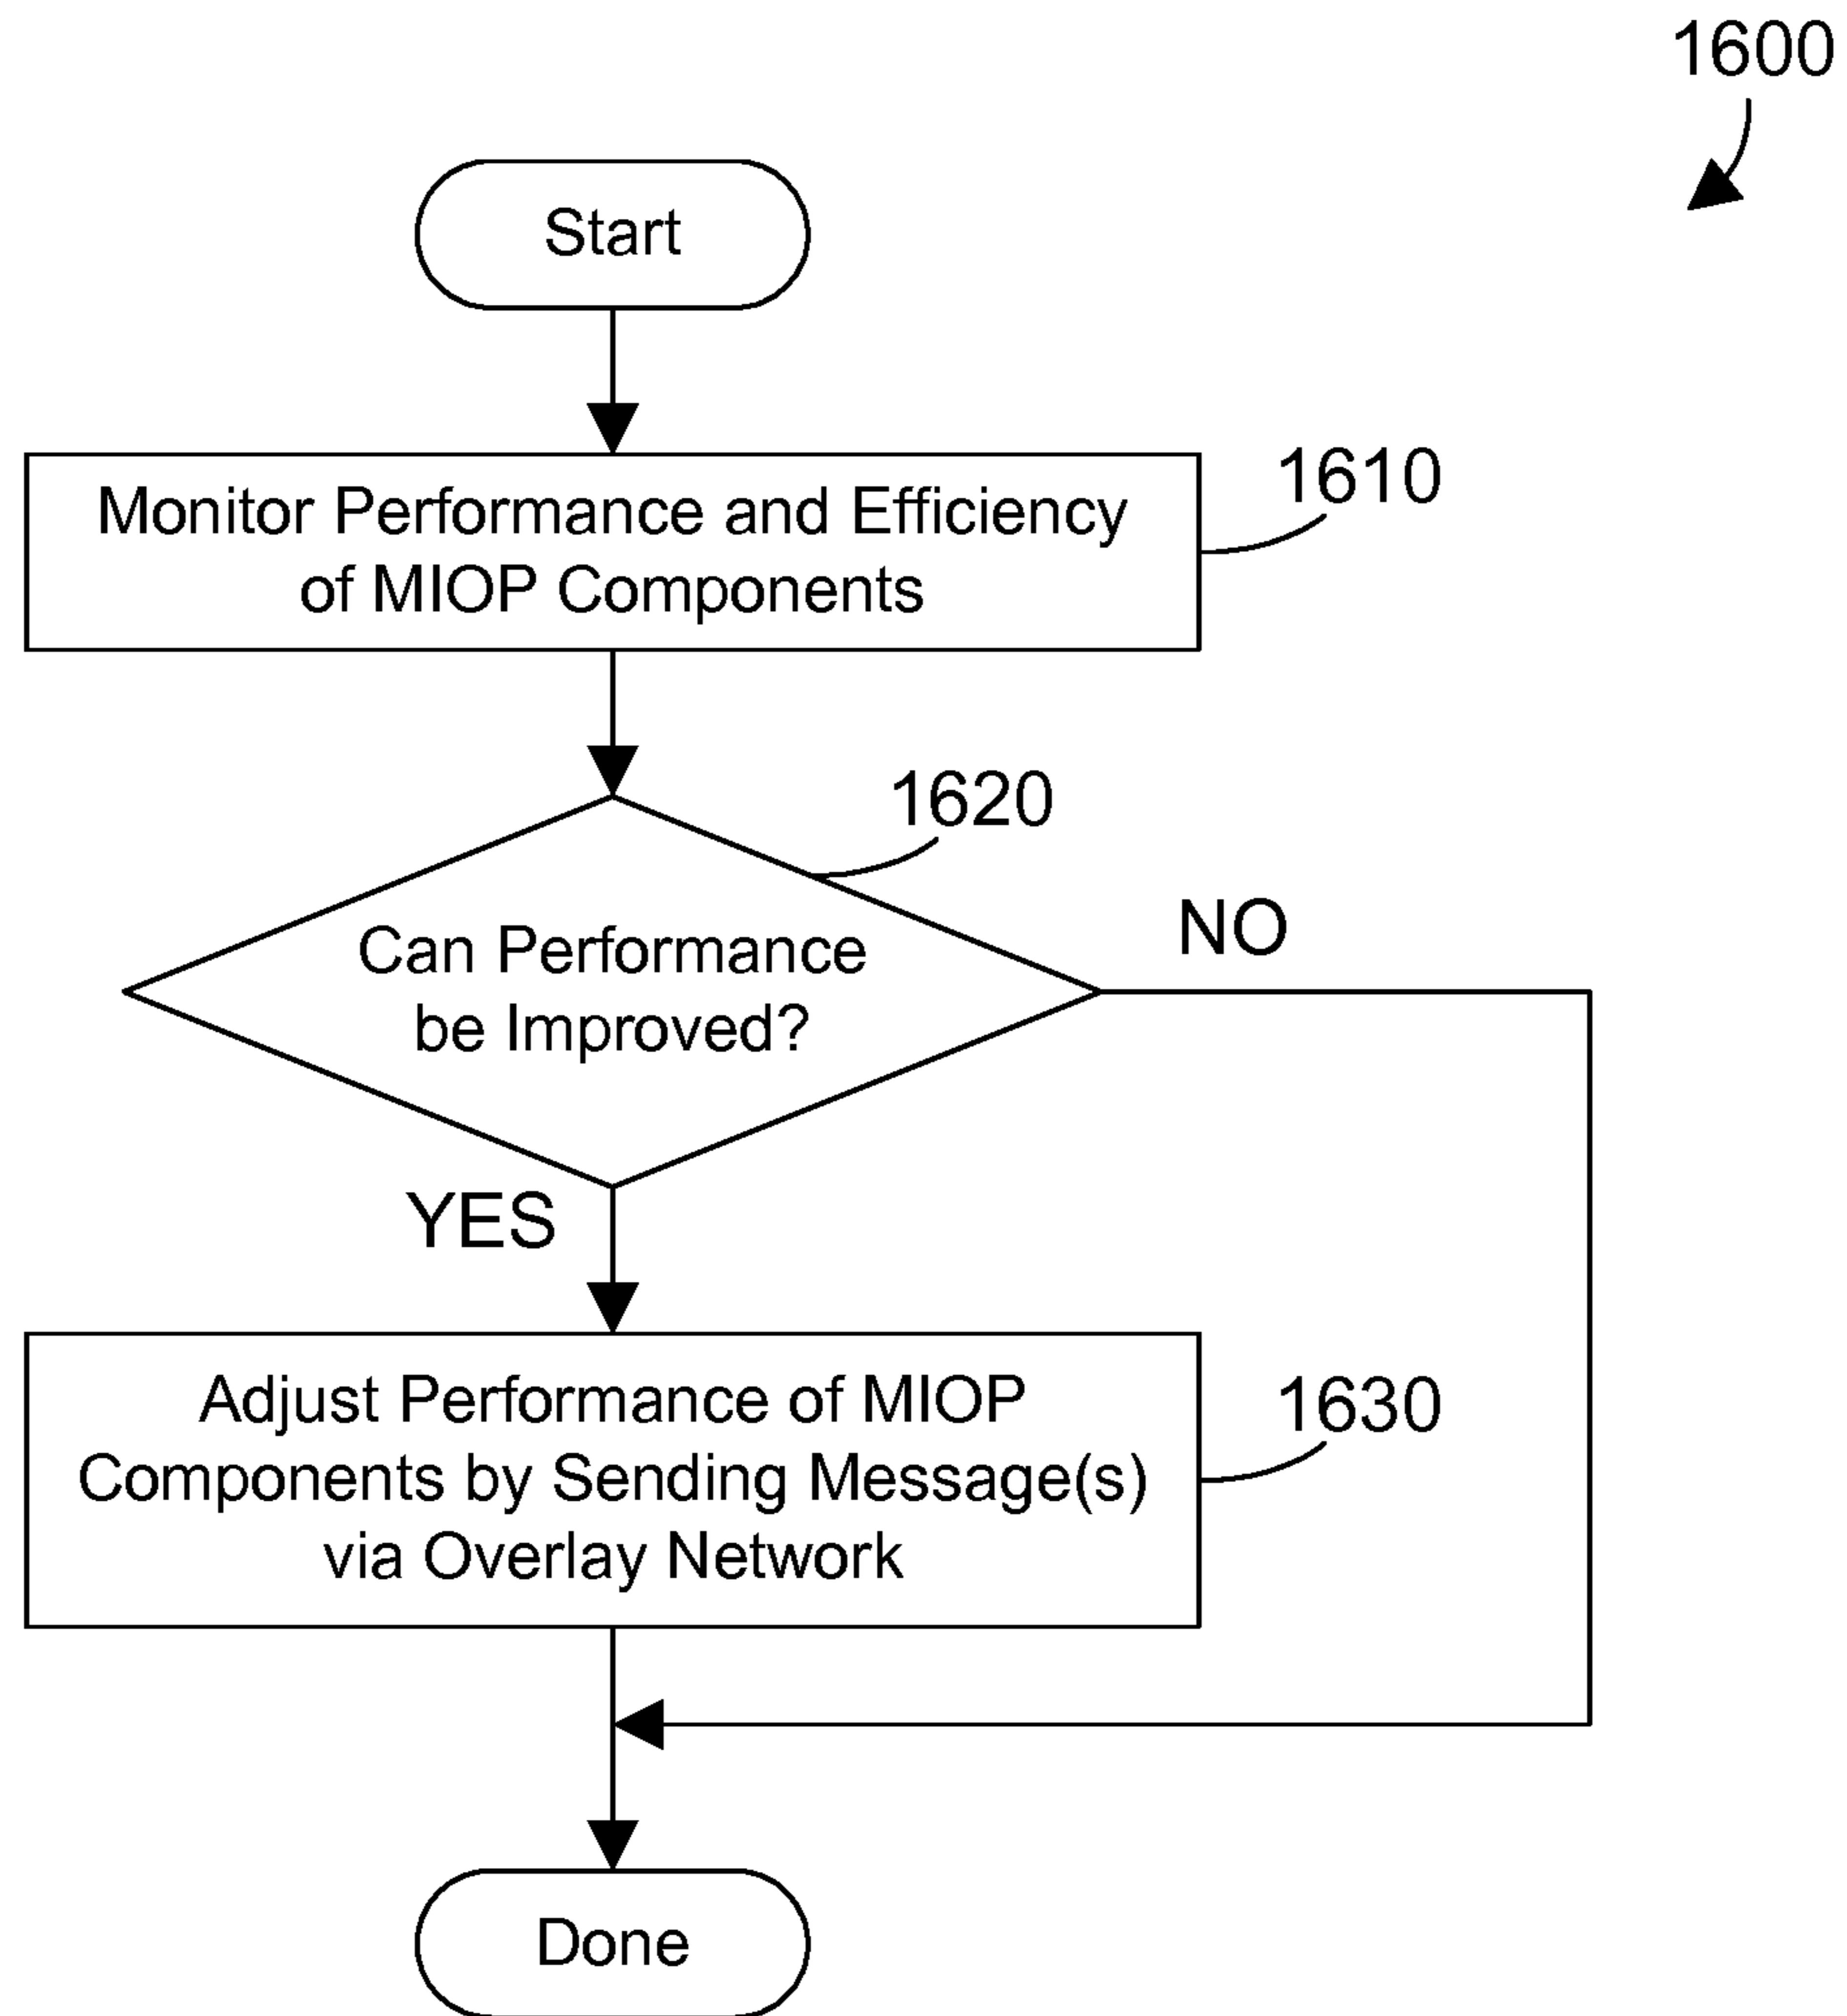 1600
Start
Monitor Performance and Efficiency
of MIOP Components
1610
1620
Can Performance
be Improved?
NO
YES
Adjust Performance of MIOP
Components by Sending Message(s)
via Overlay Network
1630
Done